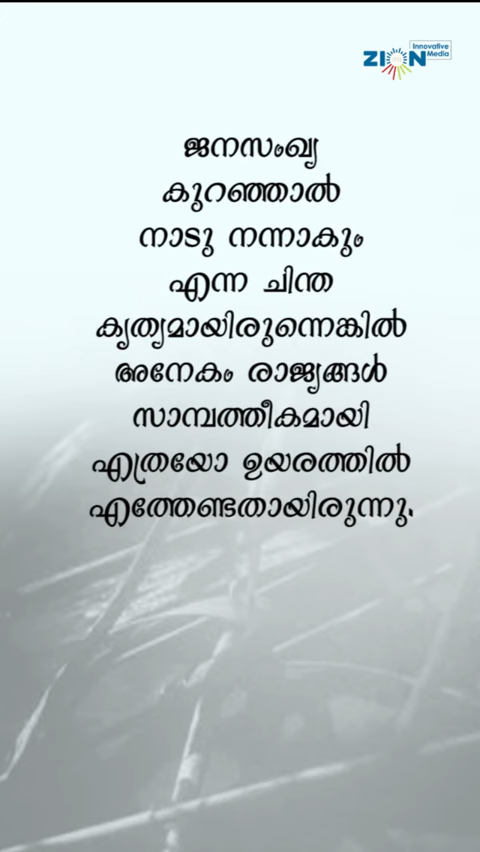 ZION
Innovative
Media
ജനസംഖ്യ
കുറഞ്ഞാൽ
നാടു നന്നാകും
എന്ന ചിന്ത
കൃത്യമായിരുന്നെങ്കിൽ
അനേകം രാജ്യങ്ങൾ
സാമ്പത്തീകമായി
എത്രയോ ഉയരത്തിൽ
എത്തേണ്ടതായിരുന്നു.